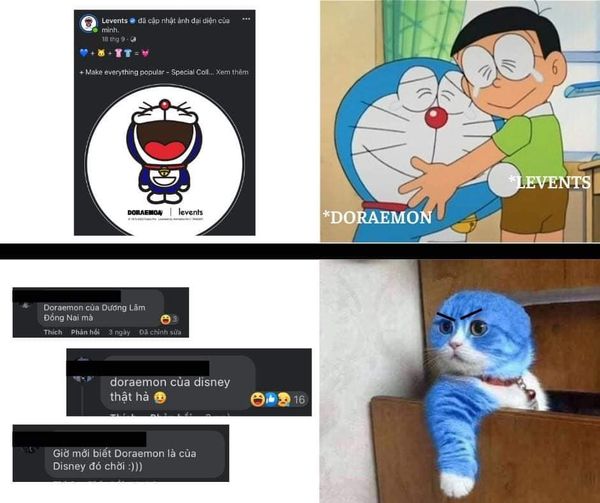 Levents đã cập nhật ảnh đại diện của
mình.
18 thg 9
+ Make everything popular - Special Coll... Xem thêm
DORAEMON | levents
*LEVENTS
*DORAEMON
Doraemon của Dương Lâm
Đồng Nai mà
3
Thích Phản hồi 3 ngày Đã chỉnh sửa
doraemon của disney
thật hả
16
Giờ mới biết Doraemon là của
Disney đó chời :)))